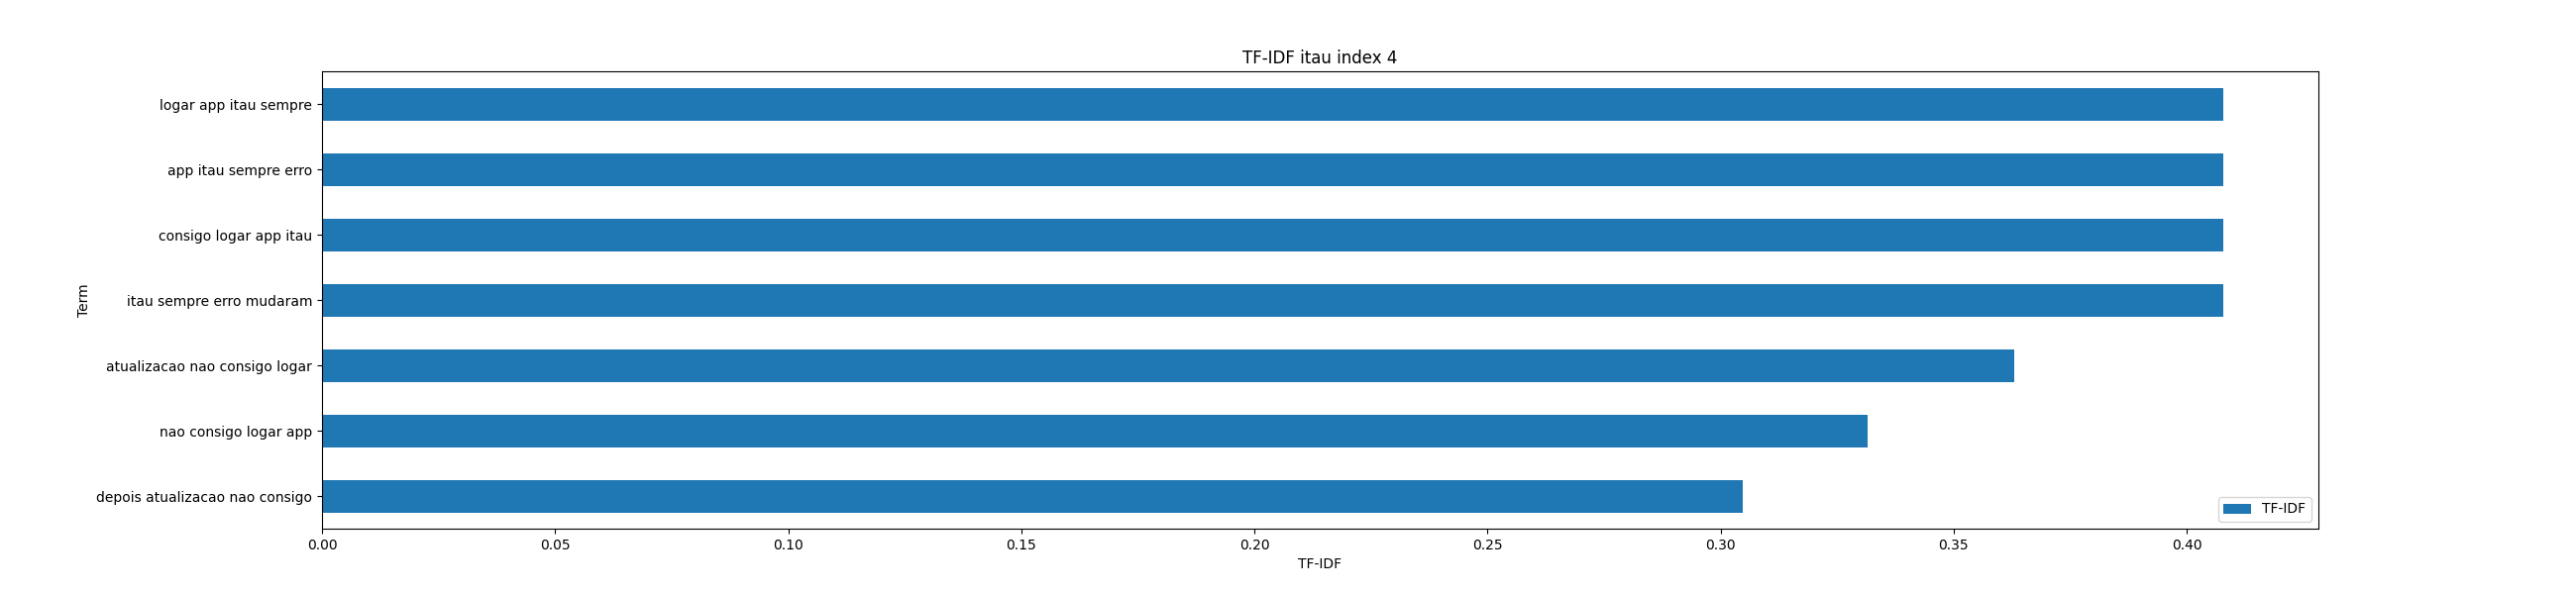 TF-IDF itau index 4
logar app itau sempre
app itau sempre erro
consigo logar app itau
itau sempre erro mudaram
atualizacao nao consigo logar
nao consigo logar app
depois atualizacao nao consigo
Term
TF-IDF
0.00 0.05 0.10 0.15 0.20 0.25 0.30 0.35 0.40
TF-IDF